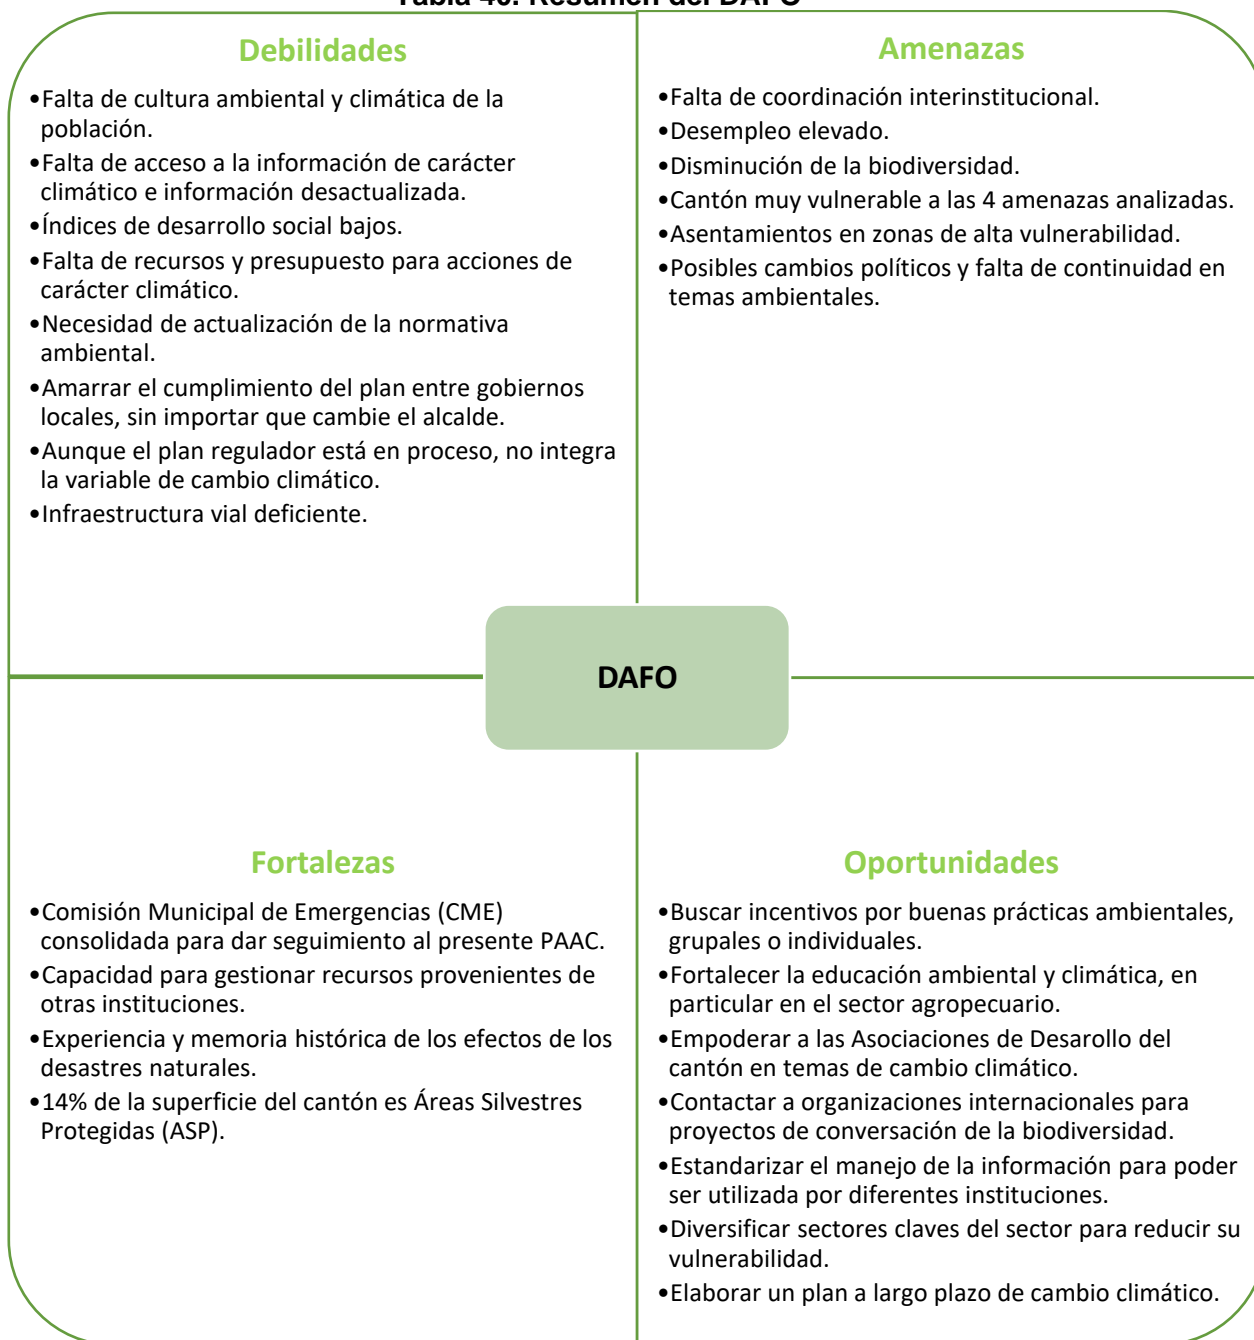 Tabla 40. Resumen del DAFO
Debilidades
•Falta de cultura ambiental y climática de la
población.
•Falta de acceso a la información de carácter
climático e información desactualizada.
•Índices de desarrollo social bajos.
•Falta de recursos y presupuesto para acciones de
carácter climático.
•Necesidad de actualización de la normativa
ambiental.
•Amarrar el cumplimiento del plan entre gobiernos
locales, sin importar que cambie el alcalde.
•Aunque el plan regulador está en proceso, no integra
la variable de cambio climático.
•Infraestructura vial deficiente.
Amenazas
•Falta de coordinación interinstitucional.
•Desempleo elevado.
•Disminución de la biodiversidad.
•Cantón muy vulnerable a las 4 amenazas analizadas.
•Asentamientos en zonas de alta vulnerabilidad.
•Posibles cambios políticos y falta de continuidad en
temas ambientales.
DAFO
Fortalezas
•Comisión Municipal de Emergencias (CME)
consolidada para dar seguimiento al presente PAAC.
•Capacidad para gestionar recursos provenientes de
otras instituciones.
•Experiencia y memoria histórica de los efectos de los
desastres naturales.
•14% de la superficie del cantón es Áreas Silvestres
Protegidas (ASP).
Oportunidades
•Buscar incentivos por buenas prácticas ambientales,
grupales o individuales.
•Fortalecer la educación ambiental y climática, en
particular en el sector agropecuario.
•Empoderar a las Asociaciones de Desarollo del
cantón en temas de cambio climático.
•Contactar a organizaciones internacionales para
proyectos de conversación de la biodiversidad.
•Estandarizar el manejo de la información para poder
ser utilizada por diferentes instituciones.
•Diversificar sectores claves del sector para reducir su
vulnerabilidad.
•Elaborar un plan a largo plazo de cambio climático.